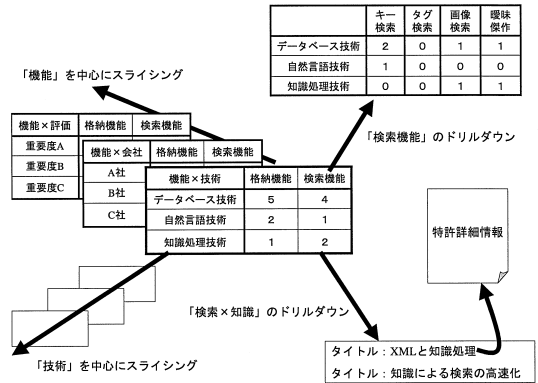 キー検索 タグ検索 画像検索 曖昧傑作
データベース技術 2 0 1 1
自然言語技術 1 0 0 0
知識処理技術 0 0 1 1
「機能」を中心にスライシング
「検索機能」のドリルダウン
機能×評価 格納機能 検索機能
重要度A
重要度B
重要度C
機能×会社 格納機能 検索機能
A社
B社
C社
機能×技術 格納機能 検索機能
データベース技術 5 4
自然言語技術 2 1
知識処理技術 1 2
特許詳細情報
「検索×知識」のドリルダウン
「技術」を中心にスライシング
タイトル：XMLと知識処理
タイトル：知識による検索の高速化